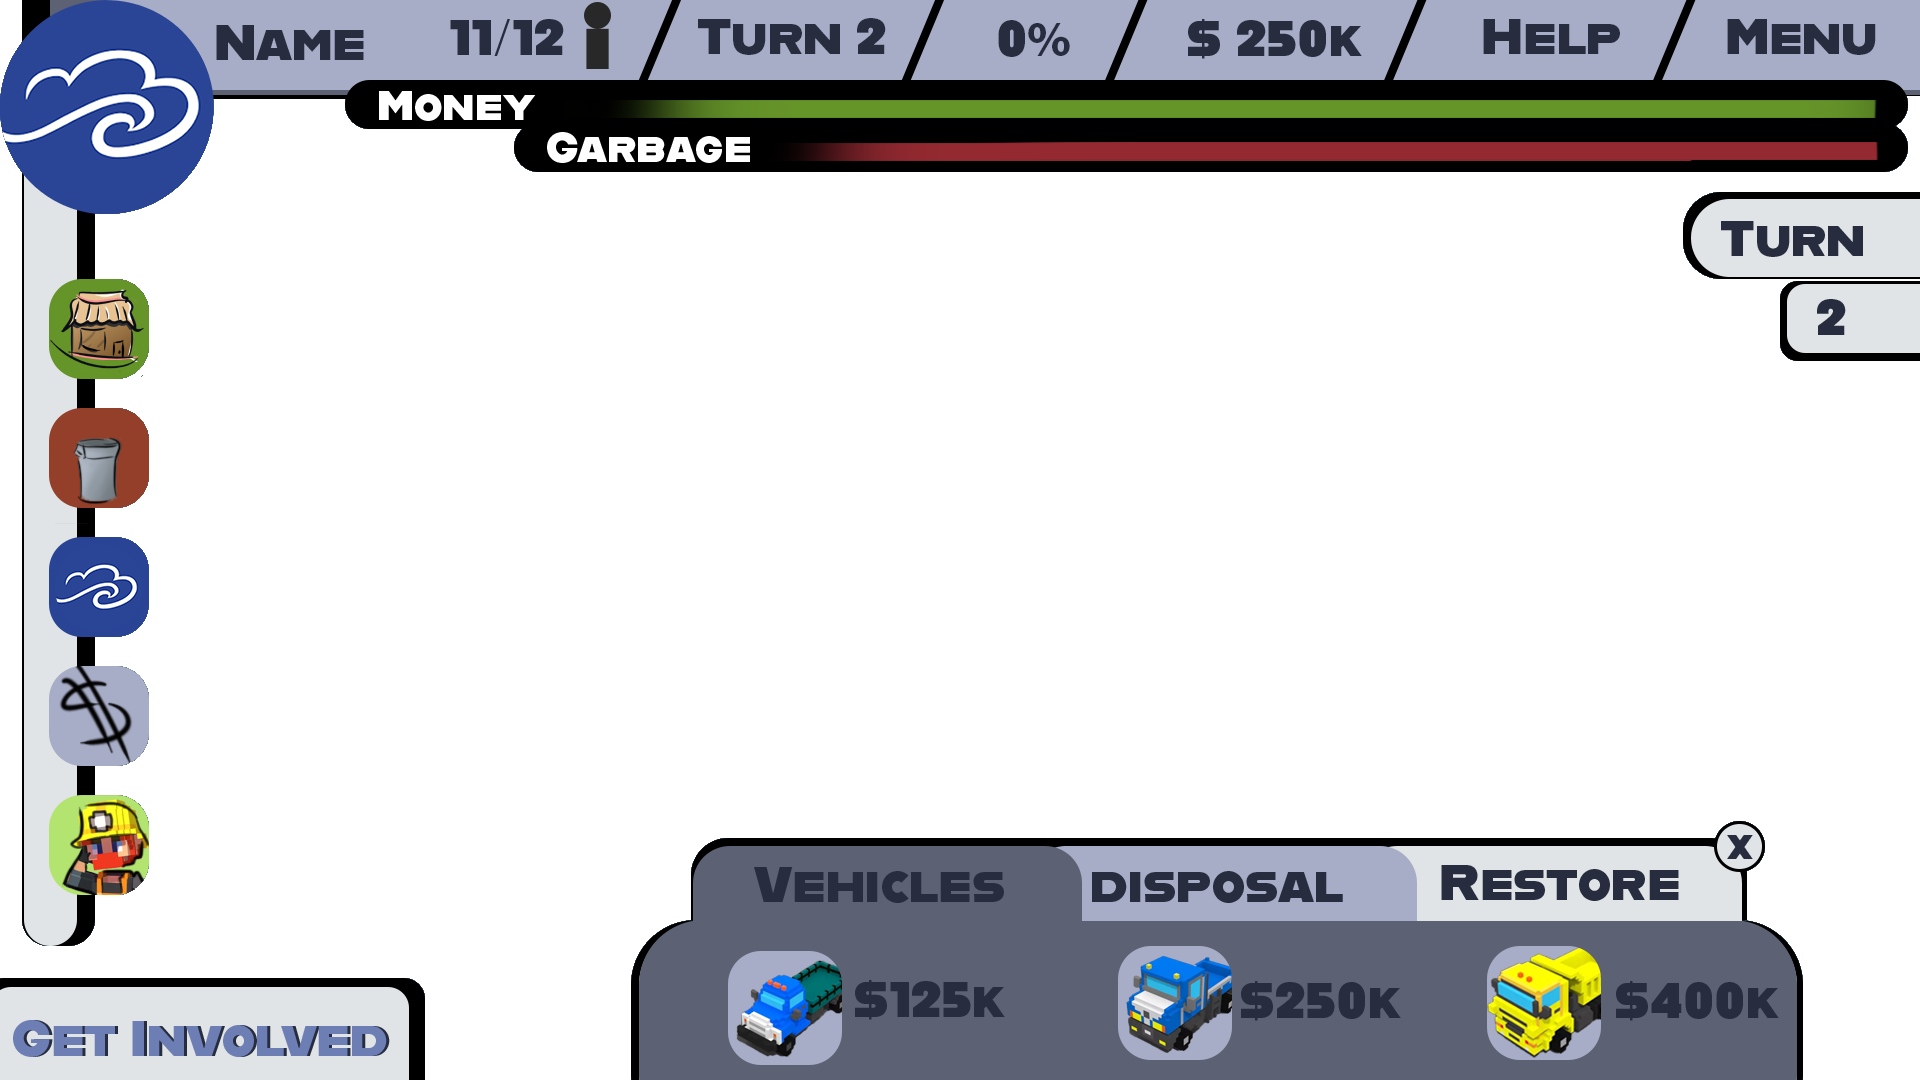 NAME 11/12 TURN 2 0% $ 250K HELP MENU
MONEY
GARBAGE
TURN
2
X
VEHICLES DISPOSAL RESTORE
$125K $250K $400K
GET INVOLVED